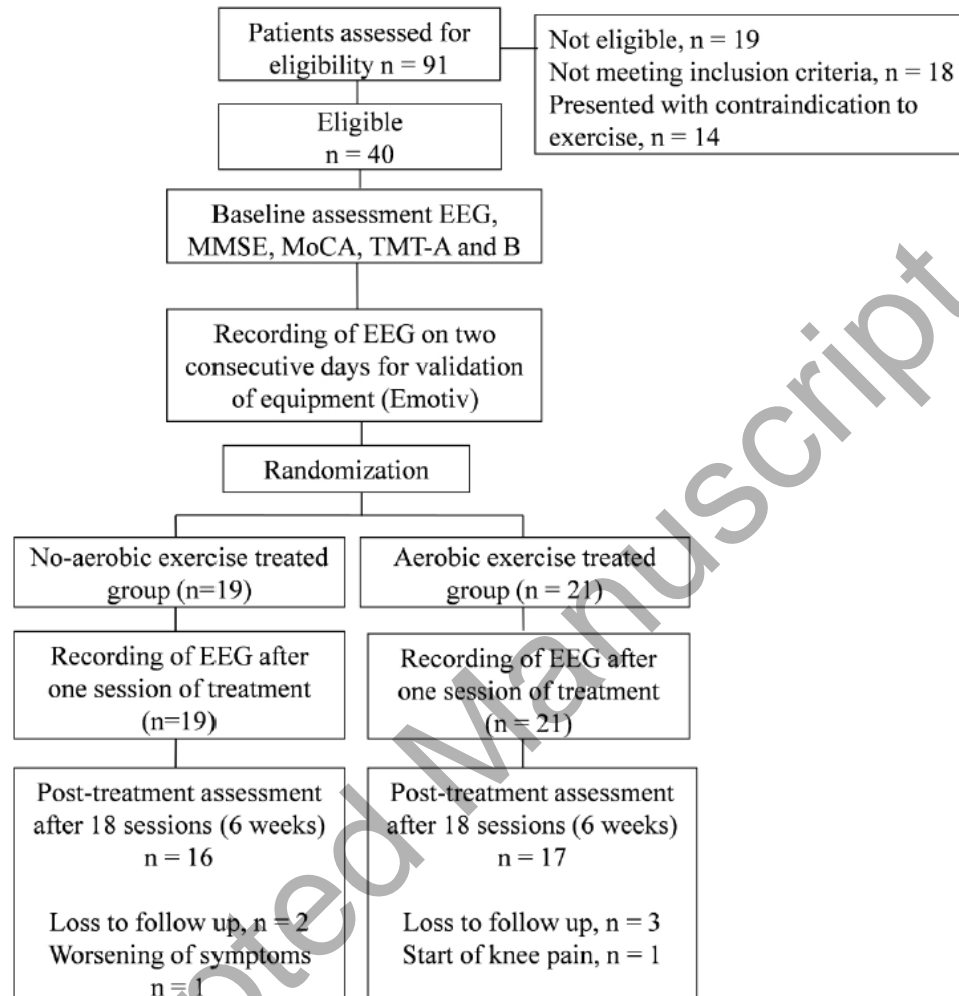 Patients assessed for
eligibility n = 91
Not eligible, n = 19
Not meeting inclusion criteria, n = 18
Presented with contraindication to
exercise, n = 14
Eligible
n = 40
Baseline assessment EEG,
MMSE, MoCA, TMT-A and B
Recording of EEG on two
consecutive days for validation
of equipment (Emotiv)
Randomization
No-aerobic exercise treated
group (n=19)
Aerobic exercise treated
group (n = 21)
Recording of EEG after
one session of treatment
(n=19)
Recording of EEG after
one session of treatment
(n = 21)
Post-treatment assessment
after 18 sessions (6 weeks)
n = 16
Loss to follow up, n = 2
Worsening of symptoms
n = 1
Post-treatment assessment
after 18 sessions (6 weeks)
n = 17
Loss to follow up, n = 3
Start of knee pain, n = 1
pted Manuscript